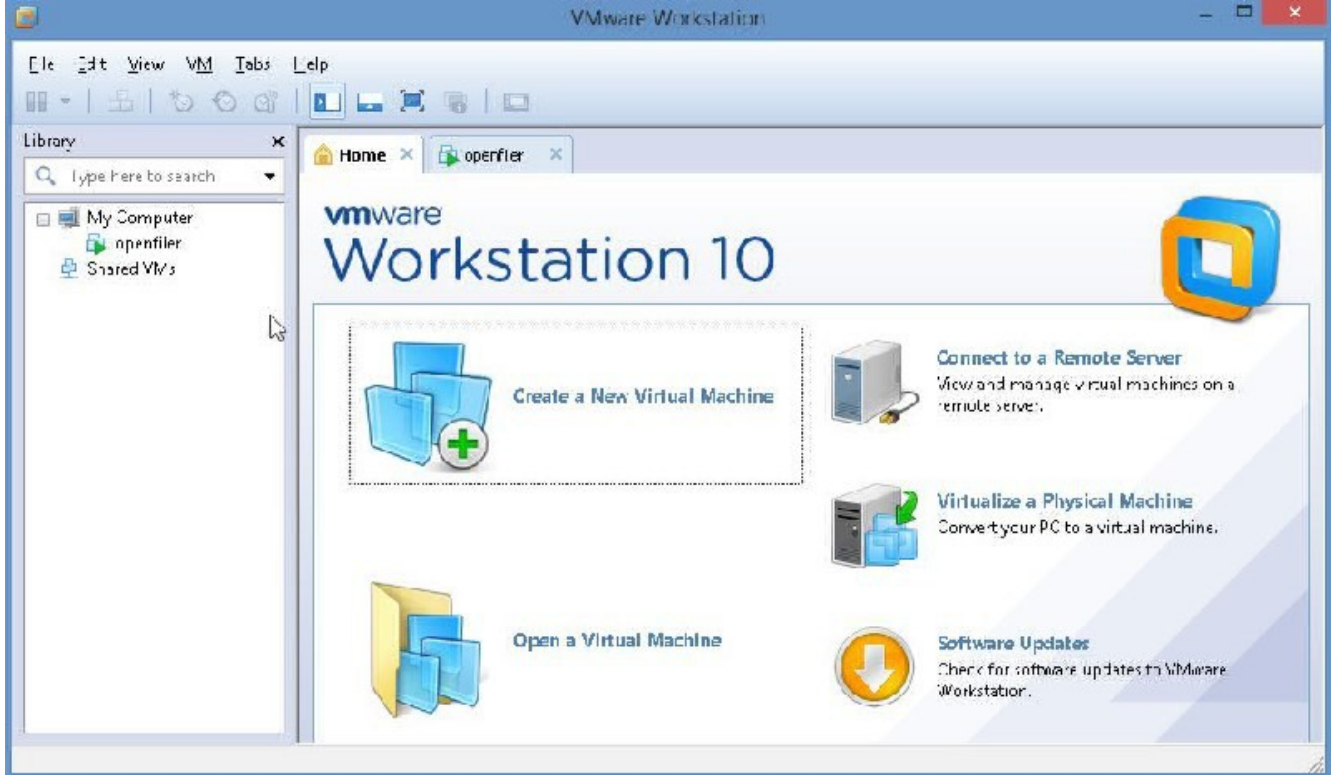 VMware Workstation
File Edit View VM Tabs Help
Library
Type here to search
My Computer
openfiler
Shared VMs
Home
openfiler
vmware
Workstation 10
Create a New Virtual Machine
Connect to a Remote Server
View and manage virtual machines on a
remote server.
Virtualize a Physical Machine
Convert your PC to a virtual machine.
Open a Virtual Machine
Software Updates
Check for software updates to VMware
Workstation.